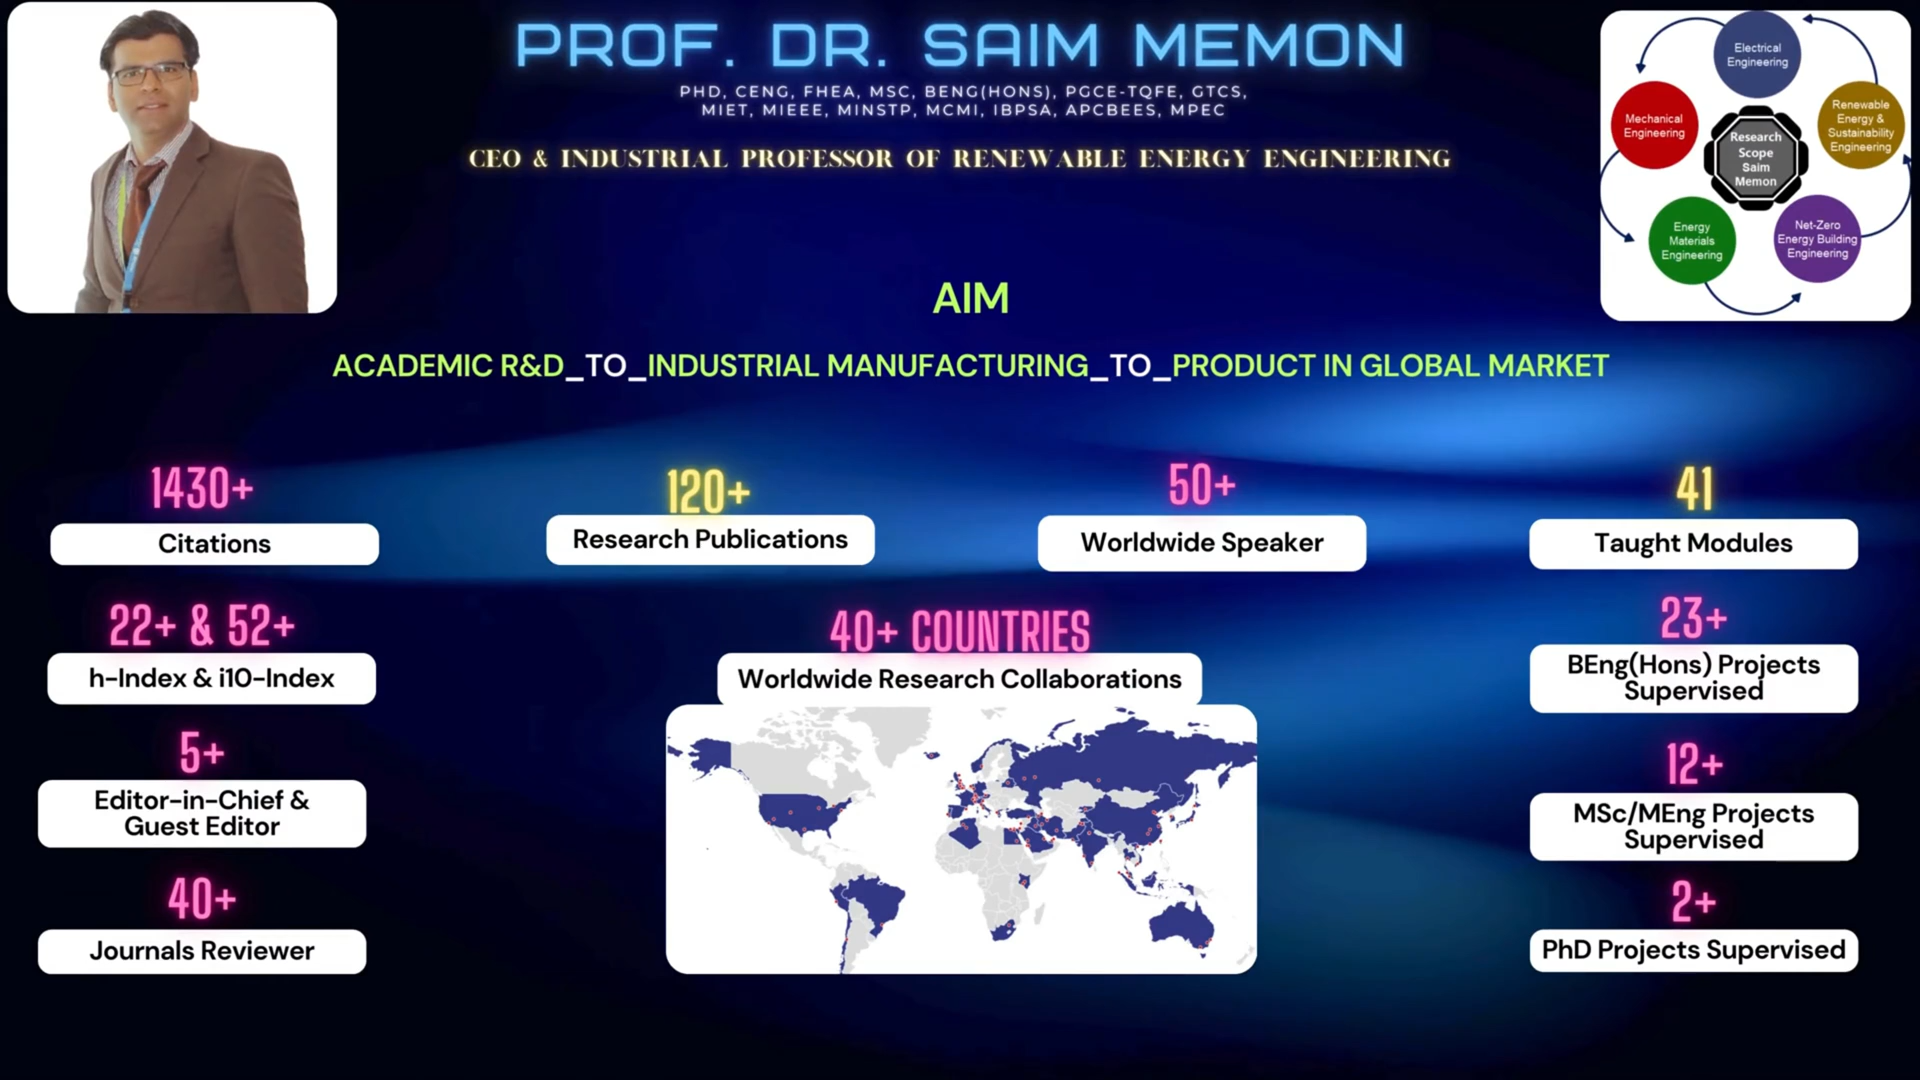 PROF. DR. SAIM MEMON
PHD, CENG, FHEA, MSC, BENG(HONS), PGCE-TQFE, GTCS,
MIET, MIEEE, MINSTP, MCMI, IBPSA, APCBEES, MPEC
CEO & INDUSTRIAL PROFESSOR OF RENEWABLE ENERGY ENGINEERING
Electrical
Engineering
Mechanical
Engineering
Renewable
Energy &
Sustainability
Engineering
Research
Scope
Saim
Memon
Energy
Materials
Engineering
Net-Zero
Energy Building
Engineering
AIM
ACADEMIC R&D_TO_INDUSTRIAL MANUFACTURING_TO_PRODUCT IN GLOBAL MARKET
1430+
Citations
120+
Research Publications
50+
Worldwide Speaker
41
Taught Modules
22+ & 52+
h-Index & i10-Index
40+ COUNTRIES
Worldwide Research Collaborations
23+
BEng(Hons) Projects
Supervised
5+
Editor-in-Chief &
Guest Editor
12+
MSc/MEng Projects
Supervised
40+
Journals Reviewer
2+
PhD Projects Supervised